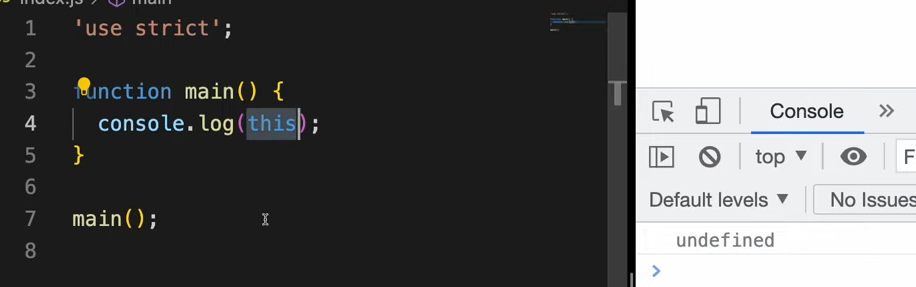 index.js
main
1 'use strict';
2
3 function main() {
4 console.log(this);
5 }
6
7 main();
8
Console
top
Default levels
No Issues
undefined